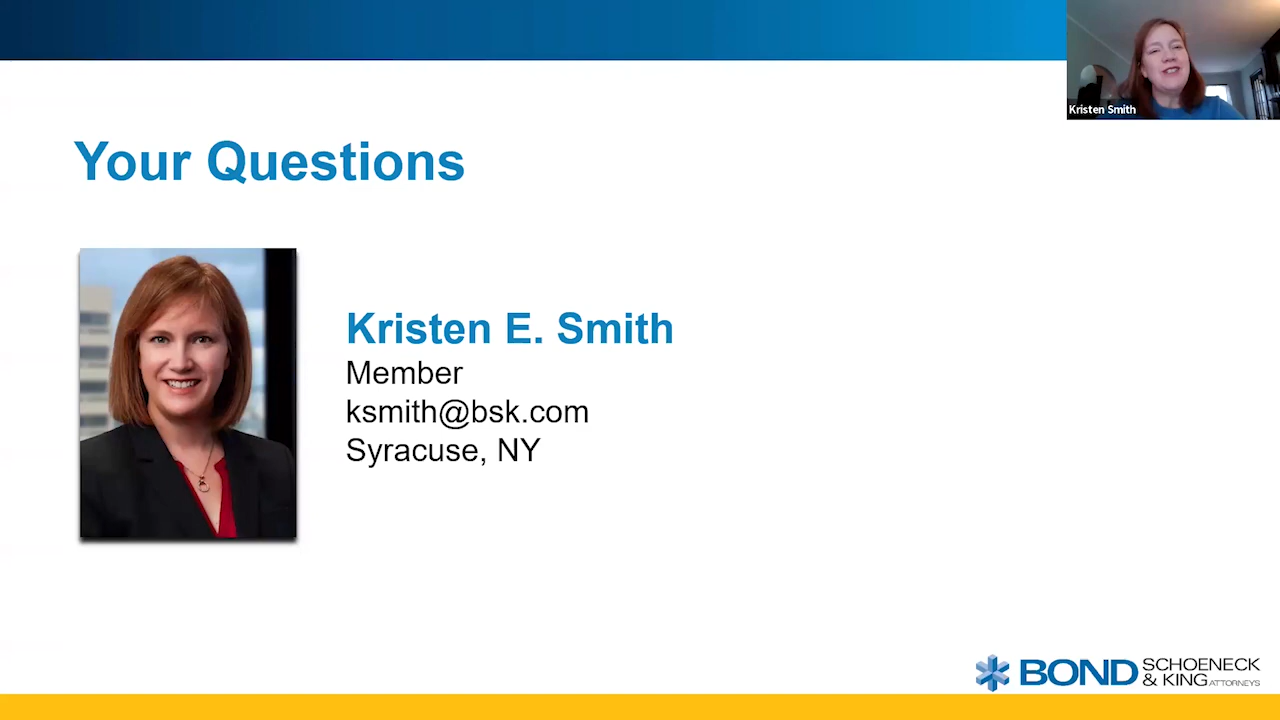 Kristen Smith
Your Questions
Kristen E. Smith
Member
ksmith@bsk.com
Syracuse, NY
BOND SCHOENECK
& KING ATTORNEYS